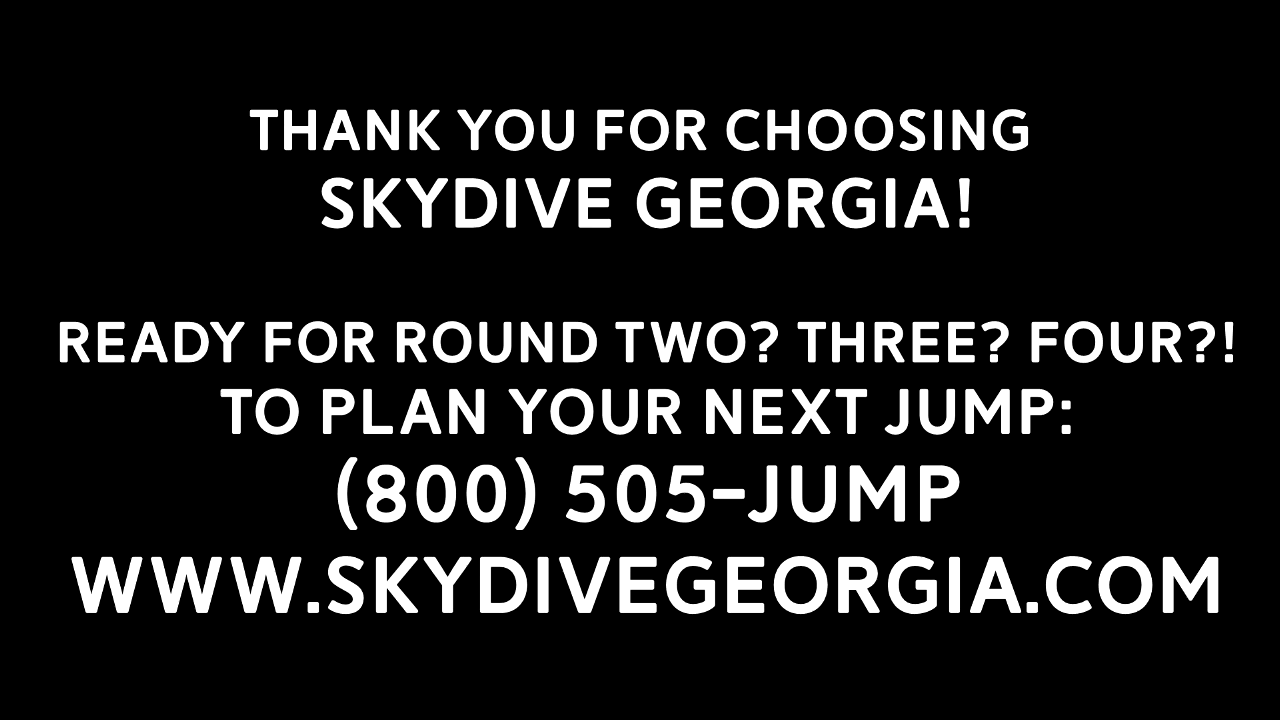 THANK YOU FOR CHOOSING
SKYDIVE GEORGIA!
READY FOR ROUND TWO? THREE? FOUR?!
TO PLAN YOUR NEXT JUMP:
(800) 505-JUMP
WWW.SKYDIVEGEORGIA.COM